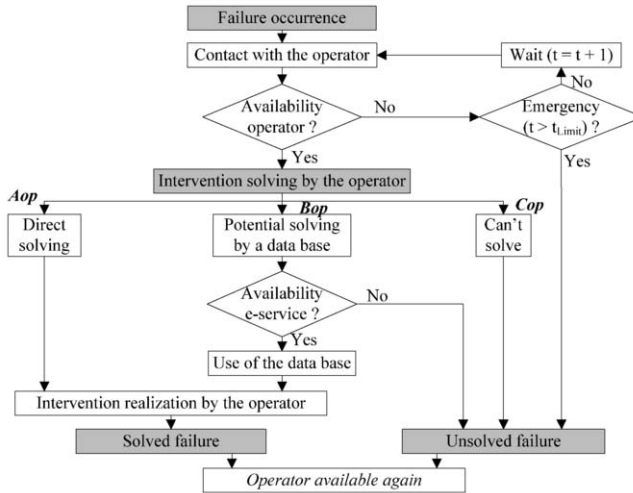 Failure occurrence
Contact with the operator
Wait (t = t + 1)
No
Availability
operator ?
No
Emergency
(t > tLimit) ?
Yes
Yes
Intervention solving by the operator
Aop
Bop
Cop
Direct
solving
Potential solving
by a data base
Can't
solve
Availability
e-service ?
No
Yes
Use of the data base
Intervention realization by the operator
Solved failure
Unsolved failure
Operator available again